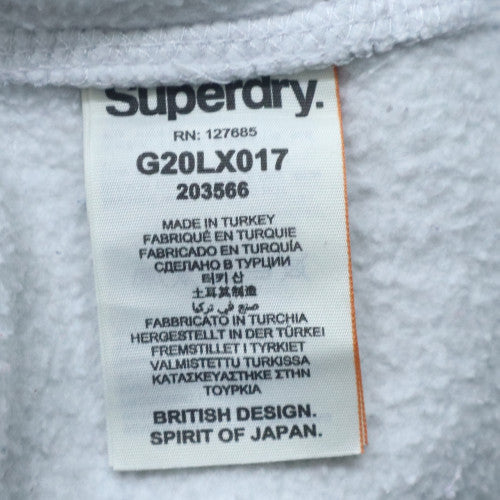 Superdry.
RN: 127685
G20LX017
203566
MADE IN TURKEY
FABRIQUÉ EN TURQUIE
FABRICADO EN TURQUÍA
СДЕЛАНО В ТУРЦИИ
터키 산
土耳其制造
صنع في تركيا
FABBRICATO IN TURCHIA
HERGESTELLT IN DER TÜRKEI
FREMSTILLET I TYRKIET
VALMISTETTU TURKISSA
ΚΑΤΑΣΚΕΥΑΣΤΗΚΕ ΣΤΗΝ
ΤΟΥΡΚΙΑ
BRITISH DESIGN.
SPIRIT OF JAPAN.